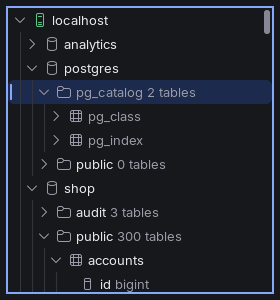 localhost
analytics
postgres
pg_catalog 2 tables
pg_class
pg_index
public 0 tables
shop
audit 3 tables
public 300 tables
accounts
id bigint